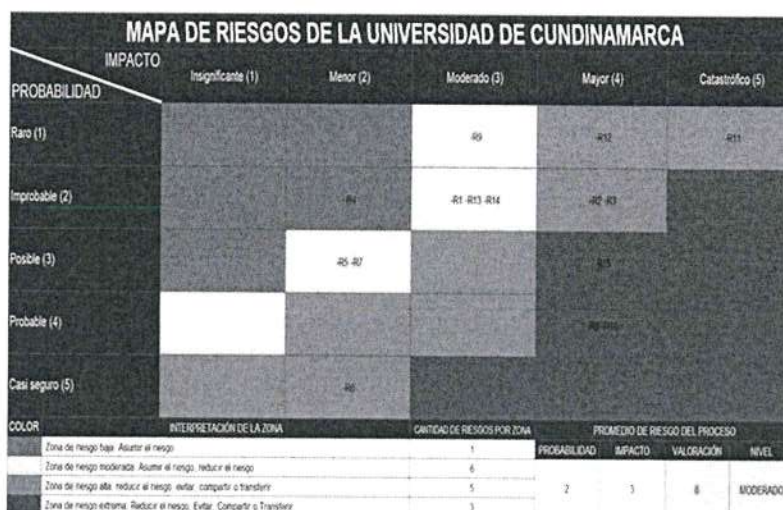 MAPA DE RIESGOS DE LA UNIVERSIDAD DE CUNDINAMARCA
IMPACTO
PROBABILIDAD
Insignificante (1) Menor (2) Moderado (3) Mayor (4) Catastrófico (5)
Raro (1) -R9 -R12 -R11
Improbable (2) -R4 -R1 -R13 -R14 -R2 -R3
Posible (3) -R5 -R7 -R15
Probable (4)
Casi seguro (5) -R6
COLOR INTERPRETACIÓN DE LA ZONA CANTIDAD DE RIESGOS POR ZONA PROMEDIO DE RIESGO DEL PROCESO
Zona de riesgo baja. Asumir el riesgo 1 PROBABILIDAD IMPACTO VALORACIÓN NIVEL
Zona de riesgo moderada. Asumir el riesgo, reducir el riesgo 6
Zona de riesgo alta: reducir el riesgo, evitar, compartir o transferir 5 2 3 6 MODERADO
Zona de riesgo extrema: Reducir el riesgo, Evitar, Compartir o Transferir 3